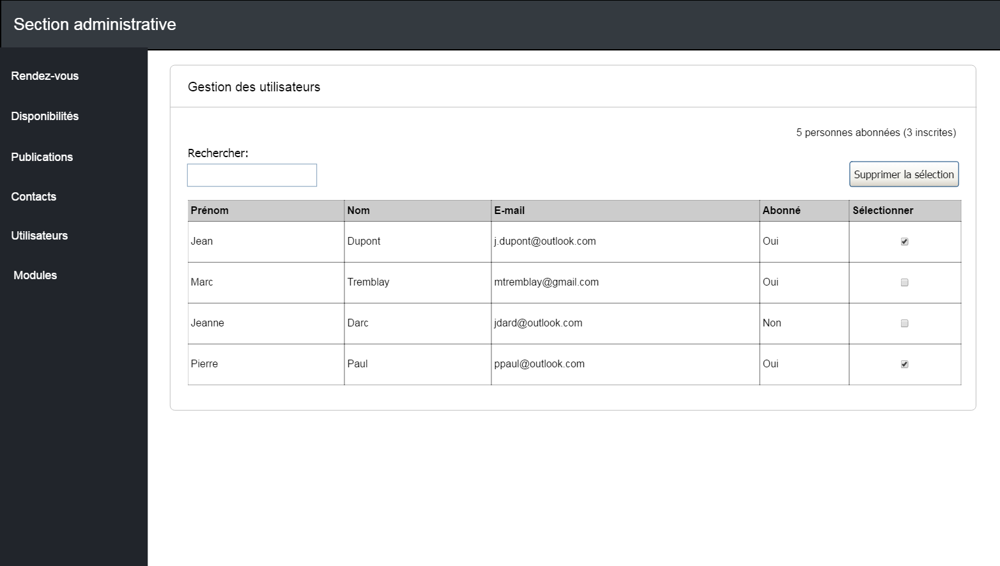 Section administrative
Rendez-vous
Disponibilités
Publications
Contacts
Utilisateurs
Modules
Gestion des utilisateurs
5 personnes abonnées (3 inscrites)
Rechercher:
Supprimer la sélection
Prénom Nom E-mail Abonné Sélectionner
Jean Dupont j.dupont@outlook.com Oui
Marc Tremblay mtremblay@gmail.com Oui
Jeanne Darc jdard@outlook.com Non
Pierre Paul ppaul@outlook.com Oui